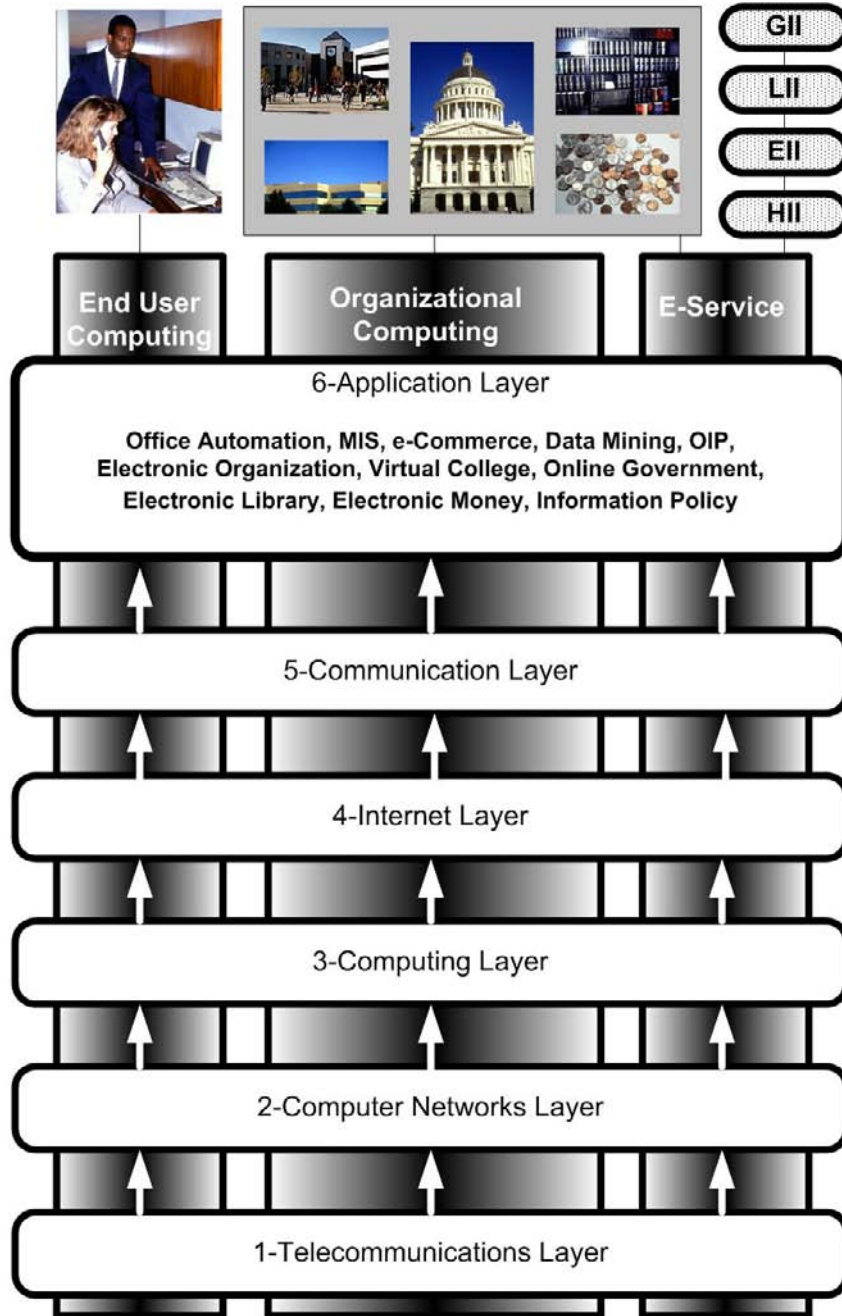 GII
LII
EII
HII
End User
Computing
Organizational
Computing
E-Service
6-Application Layer
Office Automation, MIS, e-Commerce, Data Mining, OIP,
Electronic Organization, Virtual College, Online Government,
Electronic Library, Electronic Money, Information Policy
5-Communication Layer
4-Internet Layer
3-Computing Layer
2-Computer Networks Layer
1-Telecommunications Layer